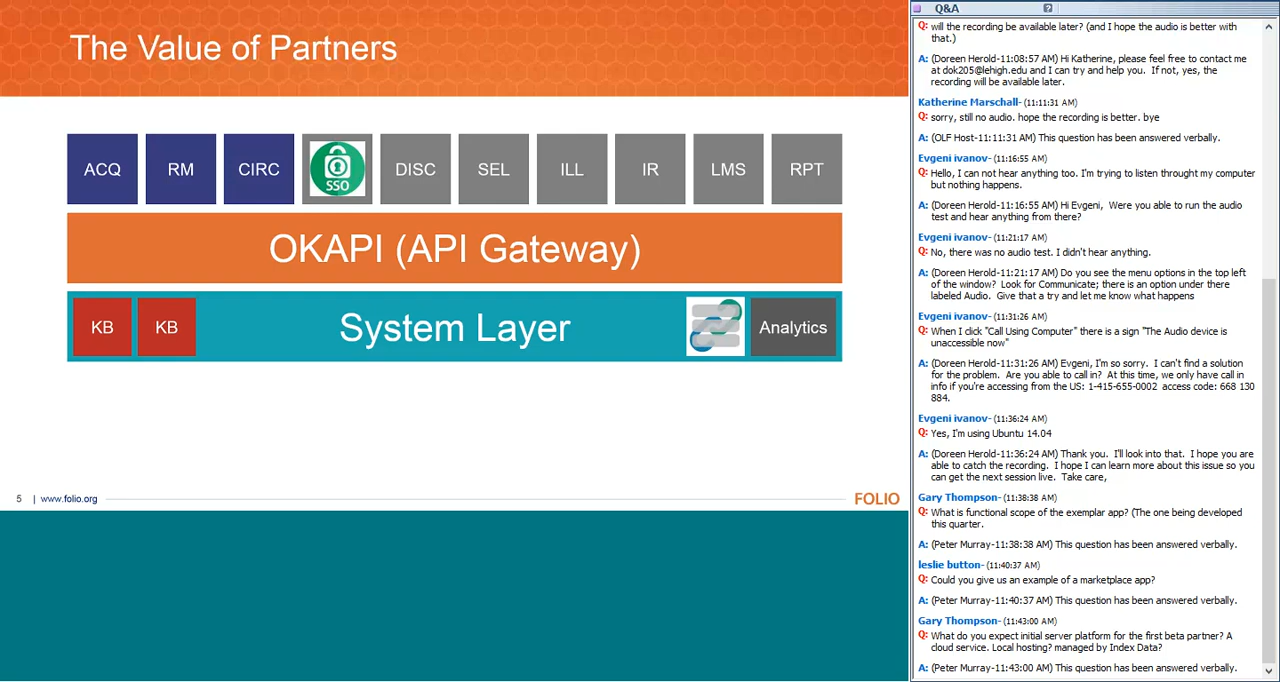 The Value of Partners
ACQ
RM
CIRC
SSO
DISC
SEL
ILL
IR
LMS
RPT
OKAPI (API Gateway)
KB
KB
System Layer
Analytics
5 | www.folio.org
FOLIO
Q&A
Q: will the recording be available later? (and I hope the audio is better with
that.)
A: (Doreen Herold-11:08:57 AM) Hi Katherine, please feel free to contact me
at dok205@lehigh.edu and I can try and help you. If not, yes, the
recording will be available later.
Katherine Marschall- (11:11:31 AM)
Q: sorry, still no audio. hope the recording is better. bye
A: (OLF Host-11:11:31 AM) This question has been answered verbally.
Evgeni ivanov- (11:16:55 AM)
Q: Hello, I can not hear anything too. I'm trying to listen throught my computer
but nothing happens.
A: (Doreen Herold-11:16:55 AM) Hi Evgeni, Were you able to run the audio
test and hear anything from there?
Evgeni ivanov- (11:21:17 AM)
Q: No, there was no audio test. I didn't hear anything.
A: (Doreen Herold-11:21:17 AM) Do you see the menu options in the top left
of the window? Look for Communicate; there is an option under there
labeled Audio. Give that a try and let me know what happens
Evgeni ivanov- (11:31:26 AM)
Q: When I click "Call Using Computer" there is a sign "The Audio device is
unaccessible now"
A: (Doreen Herold-11:31:26 AM) Evgeni, I'm so sorry. I can't find a solution
for the problem. Are you able to call in? At this time, we only have call in
info if you're accessing from the US: 1-415-655-0002 access code: 668 130
884.
Evgeni ivanov- (11:36:24 AM)
Q: Yes, I'm using Ubuntu 14.04
A: (Doreen Herold-11:36:24 AM) Thank you. I'll look into that. I hope you are
able to catch the recording. I hope I can learn more about this issue so you
can get the next session live. Take care,
Gary Thompson- (11:38:38 AM)
Q: What is functional scope of the exemplar app? (The one being developed
this quarter.
A: (Peter Murray-11:38:38 AM) This question has been answered verbally.
leslie button- (11:40:37 AM)
Q: Could you give us an example of a marketplace app?
A: (Peter Murray-11:40:37 AM) This question has been answered verbally.
Gary Thompson- (11:43:00 AM)
Q: What do you expect initial server platform for the first beta partner? A
cloud service. Local hosting? managed by Index Data?
A: (Peter Murray-11:43:00 AM) This question has been answered verbally.